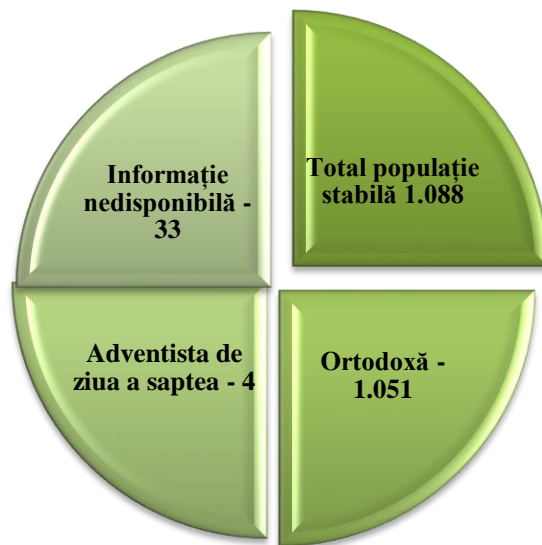 Informație
nedisponibilă -
33
Total populație
stabilă 1.088
Adventista de
ziua a saptea - 4
Ortodoxă -
1.051